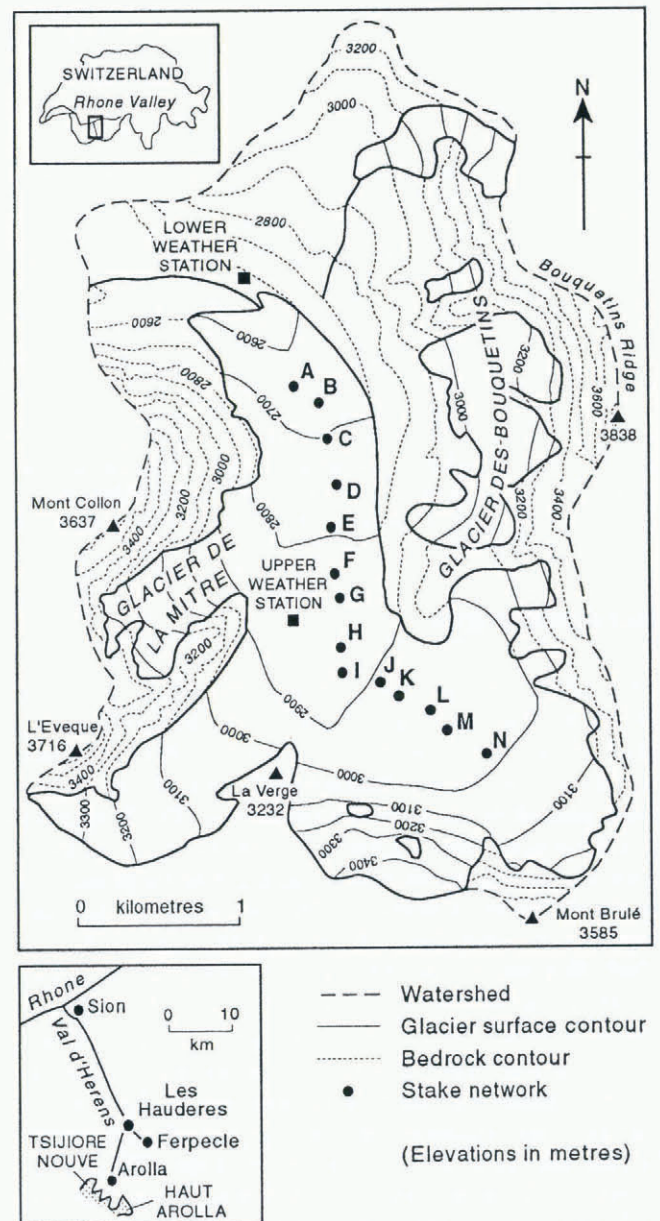 SWITZERLAND
Rhone Valley
N
3200
3000
2800
LOWER
WEATHER
STATION
2600
2600
2800
2700
3000
3200
3400
Mont Collon
3637
A
B
C
D
E
2800
F
G
H
I
J
K
L
M
N
UPPER
WEATHER
STATION
GLACIER DE
LA MITRE
3200
GLACIER-DES-BOUQUETINS
3000
3200
Bouquetins Ridge
3600
3838
3200
3400
2900
3000
3000
L'Eveque
3716
3400
3300
3200
3100
La Verge
3232
3100
3200
3300
3400
3100
0 kilometres 1
Mont Brulé
3585
Rhone
Sion
0 10
km
Val d'Herens
Les
Hauderes
Ferpecle
TSIJIORE
NOUVE
Arolla
HAUT
AROLLA
Watershed
Glacier surface contour
Bedrock contour
Stake network
(Elevations in metres)